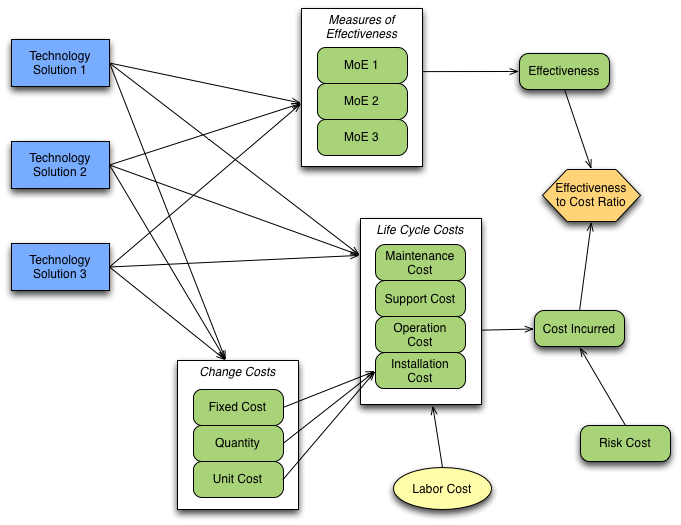 Measures of
Effectiveness
MoE 1
MoE 2
MoE 3
Technology
Solution 1
Technology
Solution 2
Technology
Solution 3
Effectiveness
Effectiveness
to Cost Ratio
Life Cycle Costs
Maintenance
Cost
Support Cost
Operation
Cost
Installation
Cost
Cost Incurred
Change Costs
Fixed Cost
Quantity
Unit Cost
Risk Cost
Labor Cost